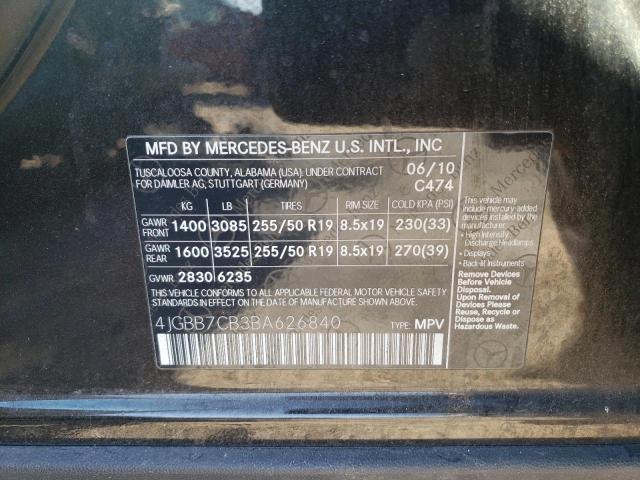 MFD BY MERCEDES-BENZ U.S. INTL., INC
TUSCALOOSA COUNTY, ALABAMA (USA), UNDER CONTRACT
FOR DAIMLER AG, STUTTGART (GERMANY)
06/10
C474
KG LB COLD KPA (PSI)
GAWR FRONT 1400 3085 255/50 R19 8.5x19 230(33)
GAWR REAR 1600 3525 255/50 R19 8.5x19 270(39)
GVWR 2830 6235
THIS VEHICLE CONFORMS TO ALL APPLICABLE FEDERAL MOTOR VEHICLE
SAFETY STANDARDS IN EFFECT ON THE DATE OF MANUFACTURE SHOWN ABOVE
4JGBB7CB3BA626840
TYPE: MPV
This vehicle may
include mercury-added
devices installed by the
manufacturer:
• High Intensity
Discharge Headlamps
• Displays
• Back-lit Instruments
Remove Devices
Before Vehicle
Disposal.
Upon Removal of
Devices Please
Reuse, Recycle
or Dispose as
Hazardous Waste.